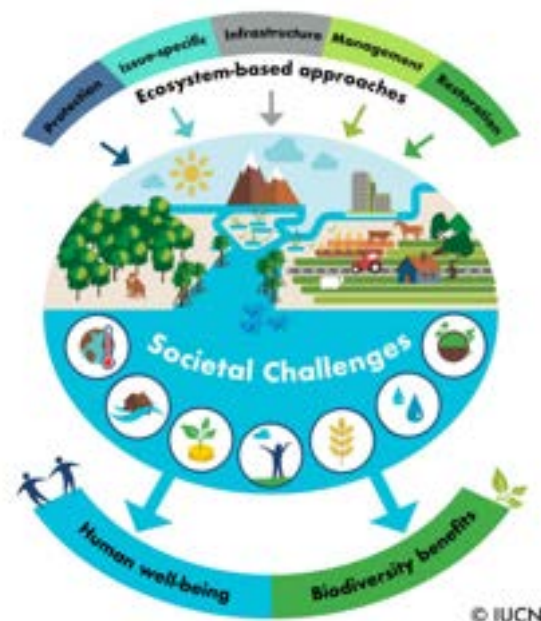 Protection
Issue-specific
Infrastructure
Management
Restoration
Ecosystem-based approaches
Societal Challenges
Human well-being
Biodiversity benefits
© IUCN